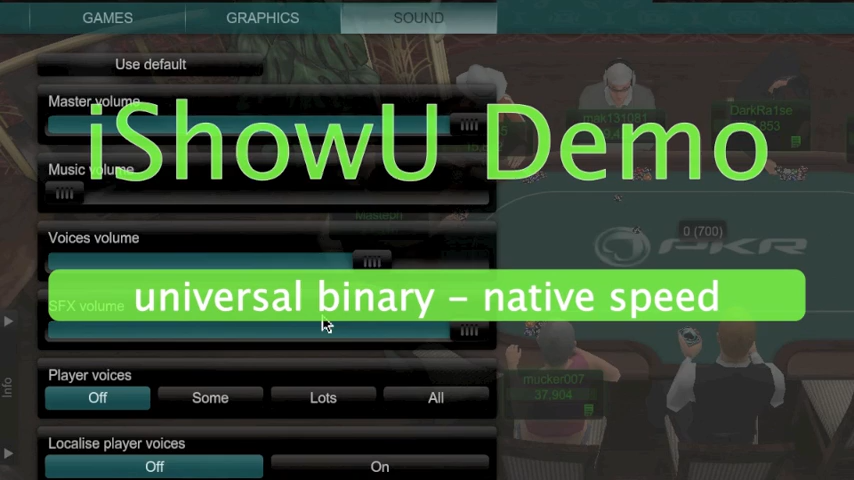 GAMES GRAPHICS SOUND
Use default
Master volume
iShowU Demo
mak131081
DarkRa1se
Music volume
Voices volume
0 (700)
PKR
universal binary – native speed
SFX volume
Player voices
Off Some Lots All
Info
mucker007
37,904
Localise player voices
Off On